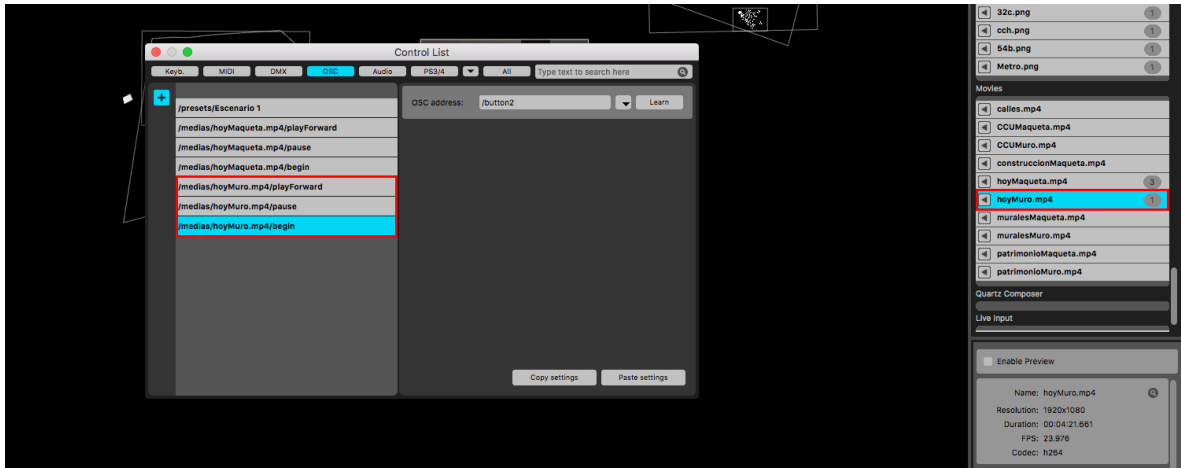 Control List
Keyb. MIDI DMX OSC Audio PS3/4 All Type text to search here
/presets/Escenario 1
/medias/hoyMaqueta.mp4/playForward
/medias/hoyMaqueta.mp4/pause
/medias/hoyMaqueta.mp4/begin
/medias/hoyMuro.mp4/playForward
/medias/hoyMuro.mp4/pause
/medias/hoyMuro.mp4/begin
OSC address: /button2 Learn
Copy settings Paste settings
32c.png 1
cch.png 1
54b.png 1
Metro.png 1
Movies
calles.mp4
CCUMaqueta.mp4
CCUMuro.mp4
construccionMaqueta.mp4
hoyMaqueta.mp4 3
hoyMuro.mp4 1
muralesMaqueta.mp4
muralesMuro.mp4
patrimonioMaqueta.mp4
patrimonioMuro.mp4
Quartz Composer
Live Input
Enable Preview
Name: hoyMuro.mp4
Resolution: 1920x1080
Duration: 00:04:21.661
FPS: 23.976
Codec: h264